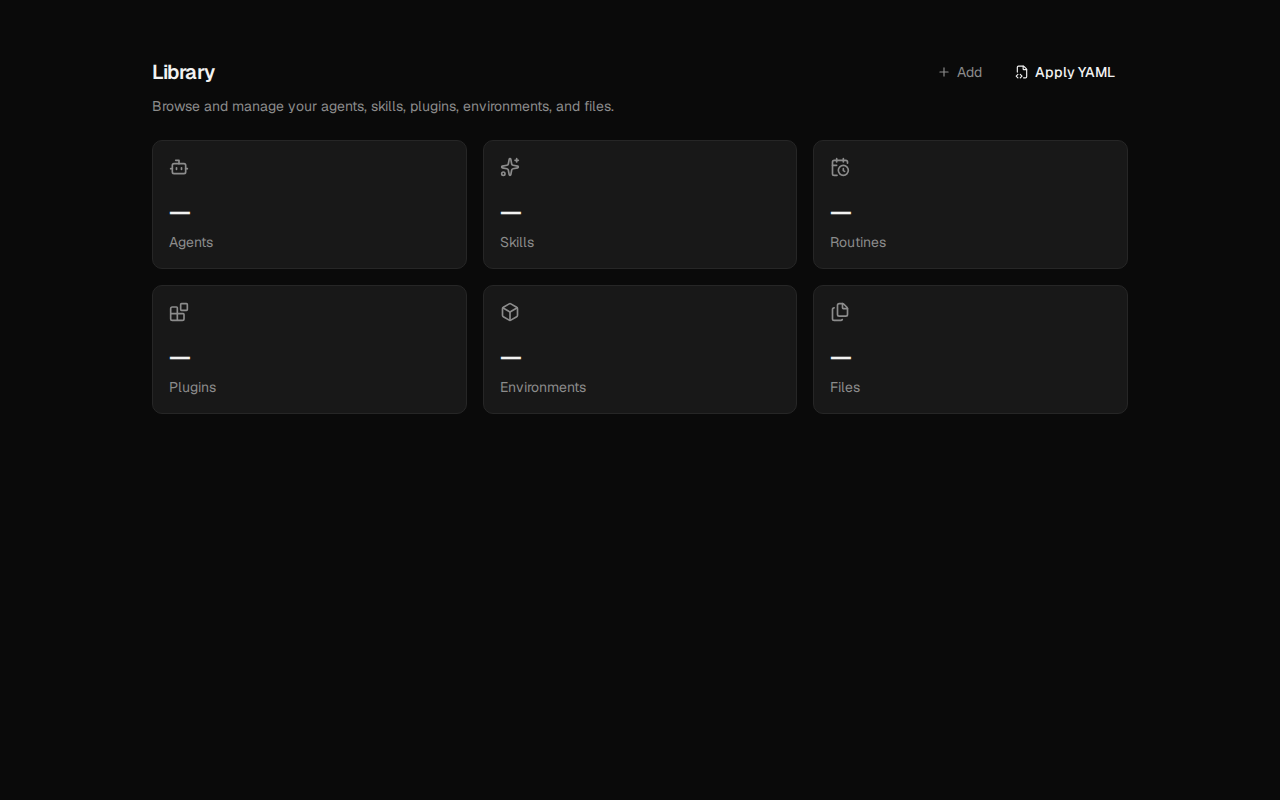 Library
Add
Apply YAML
Browse and manage your agents, skills, plugins, environments, and files.
—
Agents
—
Skills
—
Routines
—
Plugins
—
Environments
—
Files